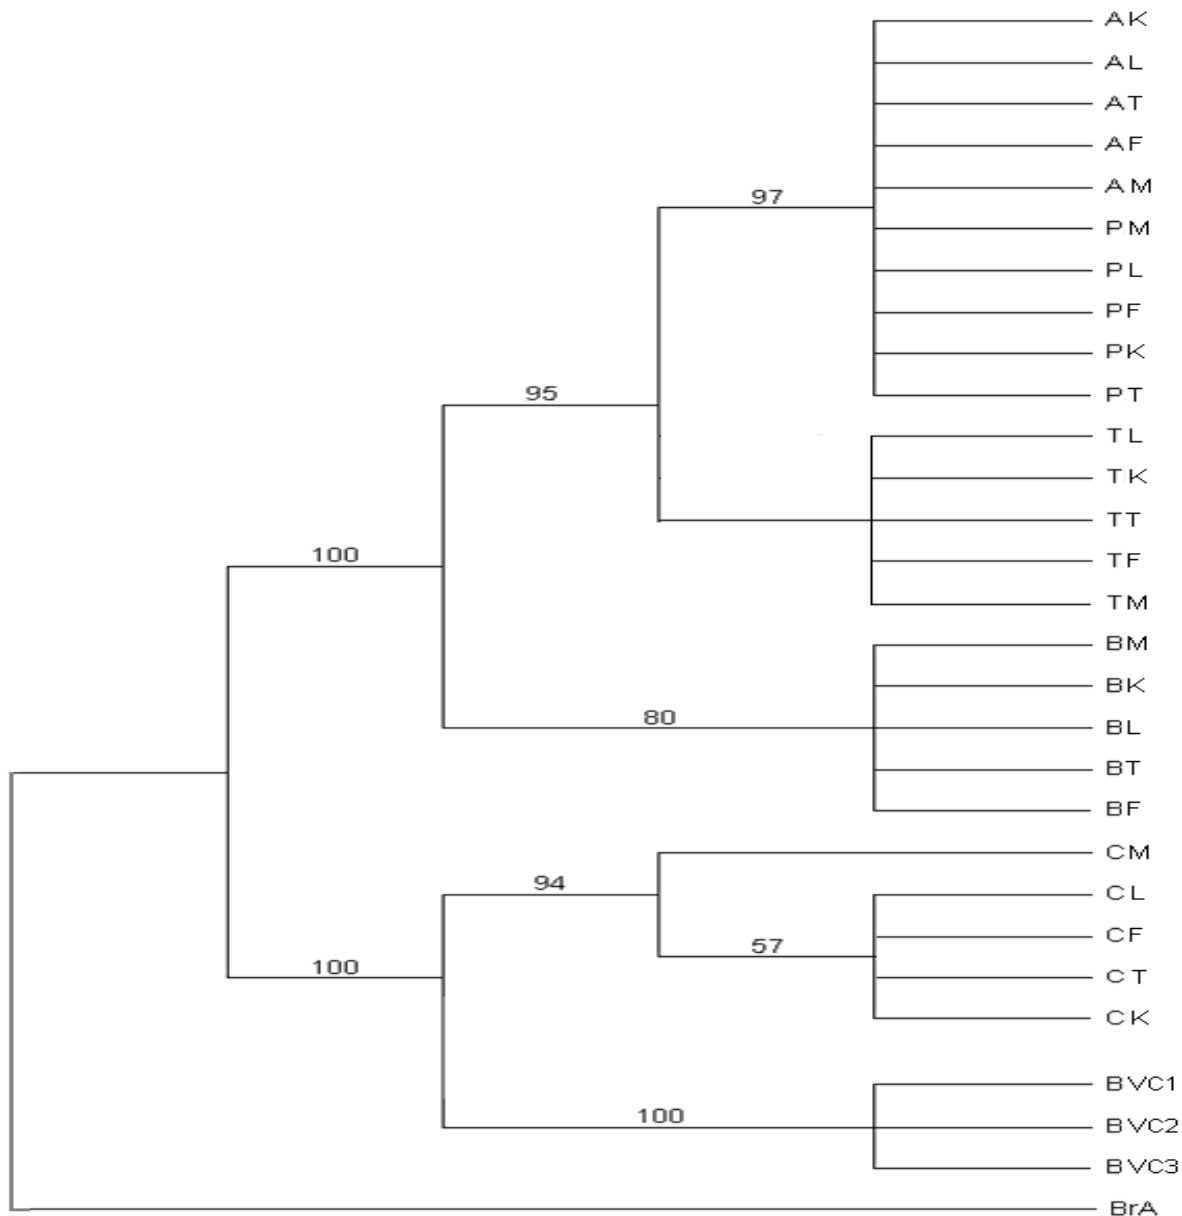 AK
AL
AT
AF
AM
97
PM
PL
PF
PK
95
PT
TL
TK
TT
100
TF
TM
BM
BK
80
BL
BT
BF
CM
94
CL
CF
57
100
CT
CK
BVC1
100
BVC2
BVC3
BrA